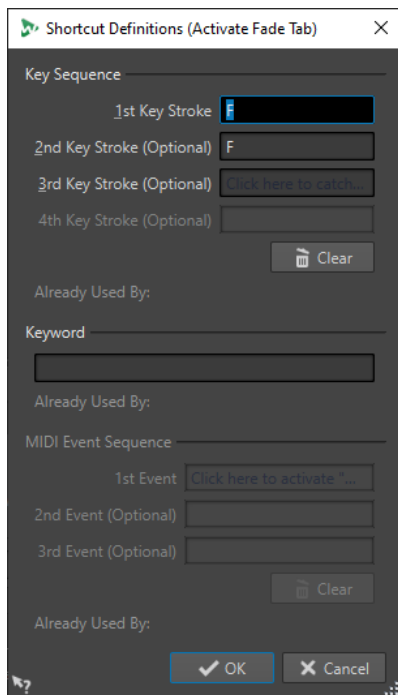 Shortcut Definitions (Activate Fade Tab)
Key Sequence
1st Key Stroke F
2nd Key Stroke (Optional) F
3rd Key Stroke (Optional) Click here to catch...
4th Key Stroke (Optional)
Clear
Already Used By:
Keyword
Already Used By:
MIDI Event Sequence
1st Event Click here to activate "...
2nd Event (Optional)
3rd Event (Optional)
Clear
Already Used By:
? OK Cancel